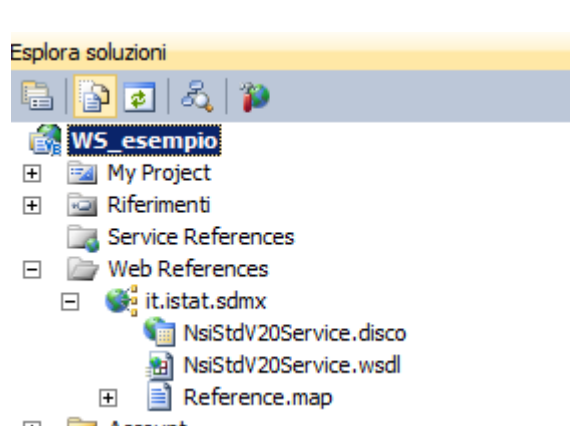 Esplora soluzioni
WS_esempio
My Project
Riferimenti
Service References
Web References
it.istat.sdmx
NsiStdV20Service.disco
NsiStdV20Service.wsdl
Reference.map
Account